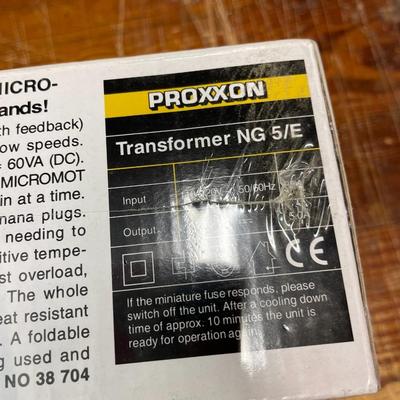 MICRO-
ands!
th feedback)
ow speeds.
= 60VA (DC).
MICROMOT
in at a time.
nana plugs.
needing to
itive tempe-
st overload,
The whole
eat resistant
. A foldable
g used and
NO 38 704
PROXXON
Transformer NG 5/E
Input 50/60Hz
Output 5,0A
CE
If the miniature fuse responds, please
switch off the unit. After a cooling down
time of approx. 10 minutes the unit is
ready for operation again.